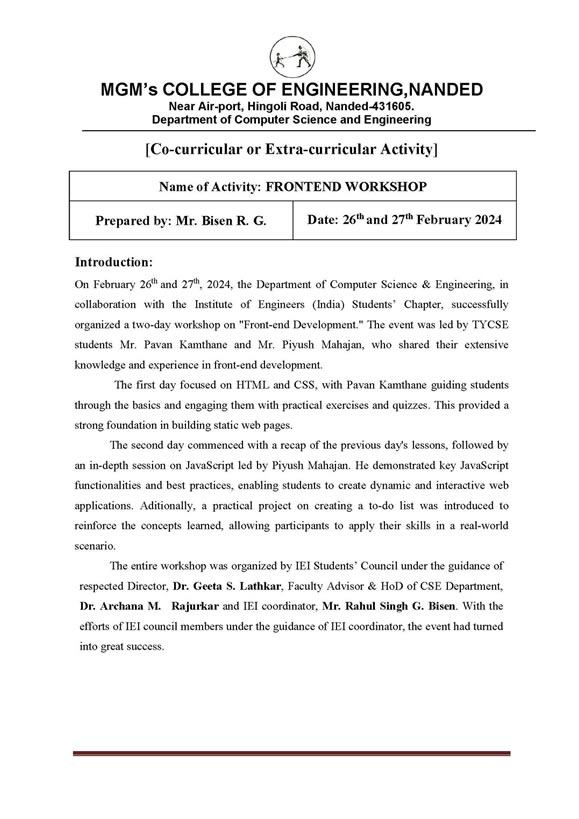 MGM's COLLEGE OF ENGINEERING,NANDED
Near Air-port, Hingoli Road, Nanded-431605.
Department of Computer Science and Engineering
[Co-curricular or Extra-curricular Activity]
Name of Activity: FRONTEND WORKSHOP
Prepared by: Mr. Bisen R. G.
Date: 26th and 27th February 2024
Introduction:
On February 26th and 27th, 2024, the Department of Computer Science & Engineering, in
collaboration with the Institute of Engineers (India) Students' Chapter, successfully
organized a two-day workshop on "Front-end Development." The event was led by TYCSE
students Mr. Pavan Kamthane and Mr. Piyush Mahajan, who shared their extensive
knowledge and experience in front-end development.
The first day focused on HTML and CSS, with Pavan Kamthane guiding students
through the basics and engaging them with practical exercises and quizzes. This provided a
strong foundation in building static web pages.
The second day commenced with a recap of the previous day's lessons, followed by
an in-depth session on JavaScript led by Piyush Mahajan. He demonstrated key JavaScript
functionalities and best practices, enabling students to create dynamic and interactive web
applications. Aditionally, a practical project on creating a to-do list was introduced to
reinforce the concepts learned, allowing participants to apply their skills in a real-world
scenario.
The entire workshop was organized by IEI Students' Council under the guidance of
respected Director, Dr. Geeta S. Lathkar, Faculty Advisor & HoD of CSE Department,
Dr. Archana M. Rajurkar and IEI coordinator, Mr. Rahul Singh G. Bisen. With the
efforts of IEI council members under the guidance of IEI coordinator, the event had turned
into great success.